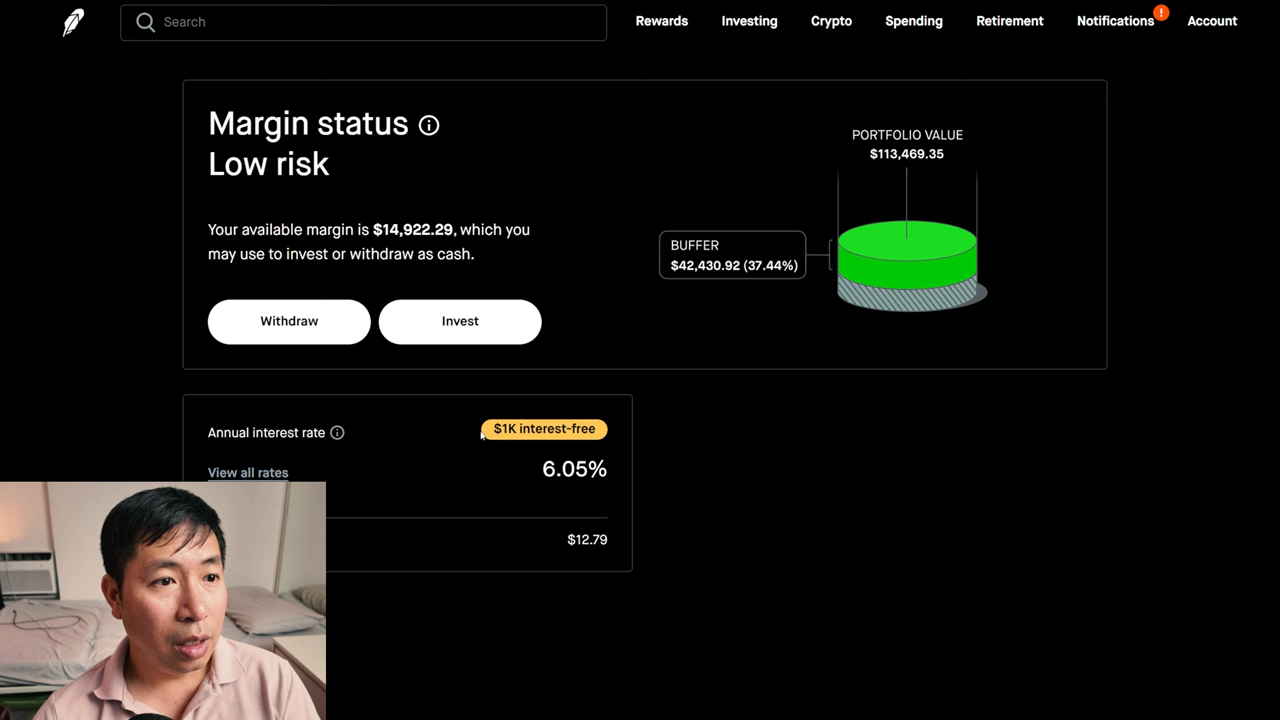 Search
Rewards
Investing
Crypto
Spending
Retirement
Notifications
!
Account
Margin status
Low risk
Your available margin is $14,922.29, which you
may use to invest or withdraw as cash.
Withdraw
Invest
PORTFOLIO VALUE
$113,469.35
BUFFER
$42,430.92 (37.44%)
Annual interest rate
$1K interest-free
View all rates
6.05%
$12.79